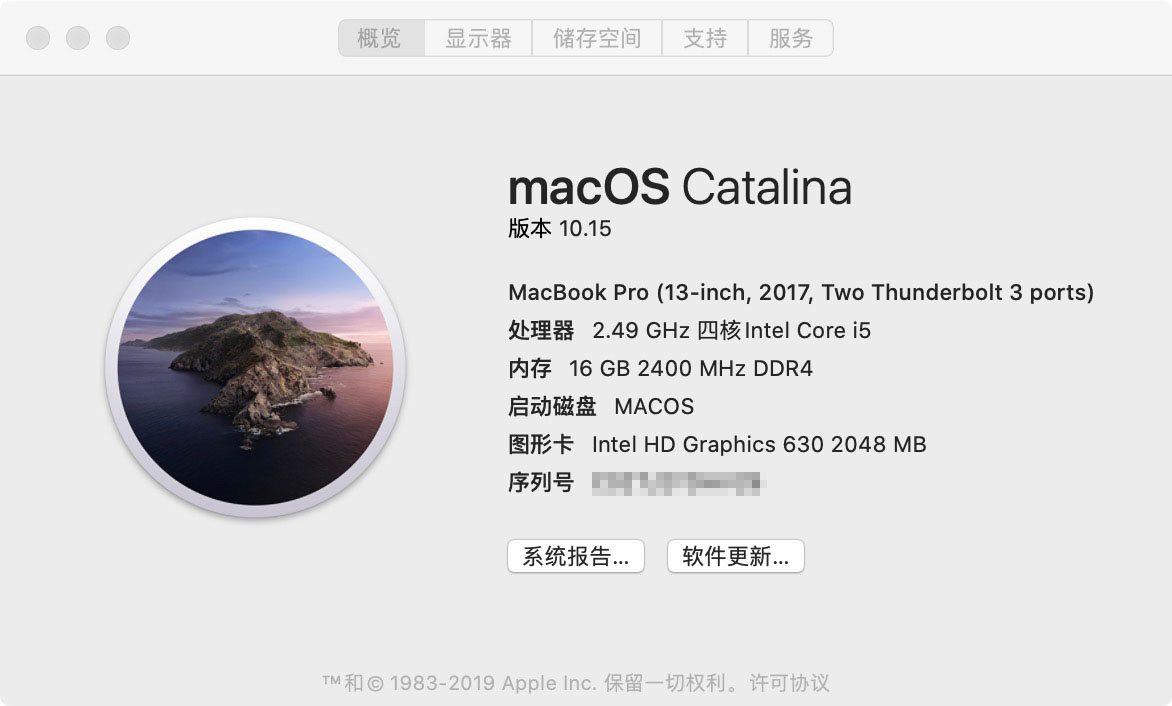 概览 显示器 储存空间 支持 服务
macOS Catalina
版本 10.15
MacBook Pro (13-inch, 2017, Two Thunderbolt 3 ports)
处理器 2.49 GHz 四核Intel Core i5
内存 16 GB 2400 MHz DDR4
启动磁盘 MACOS
图形卡 Intel HD Graphics 630 2048 MB
序列号
系统报告... 软件更新...
™和© 1983-2019 Apple Inc. 保留一切权利。许可协议